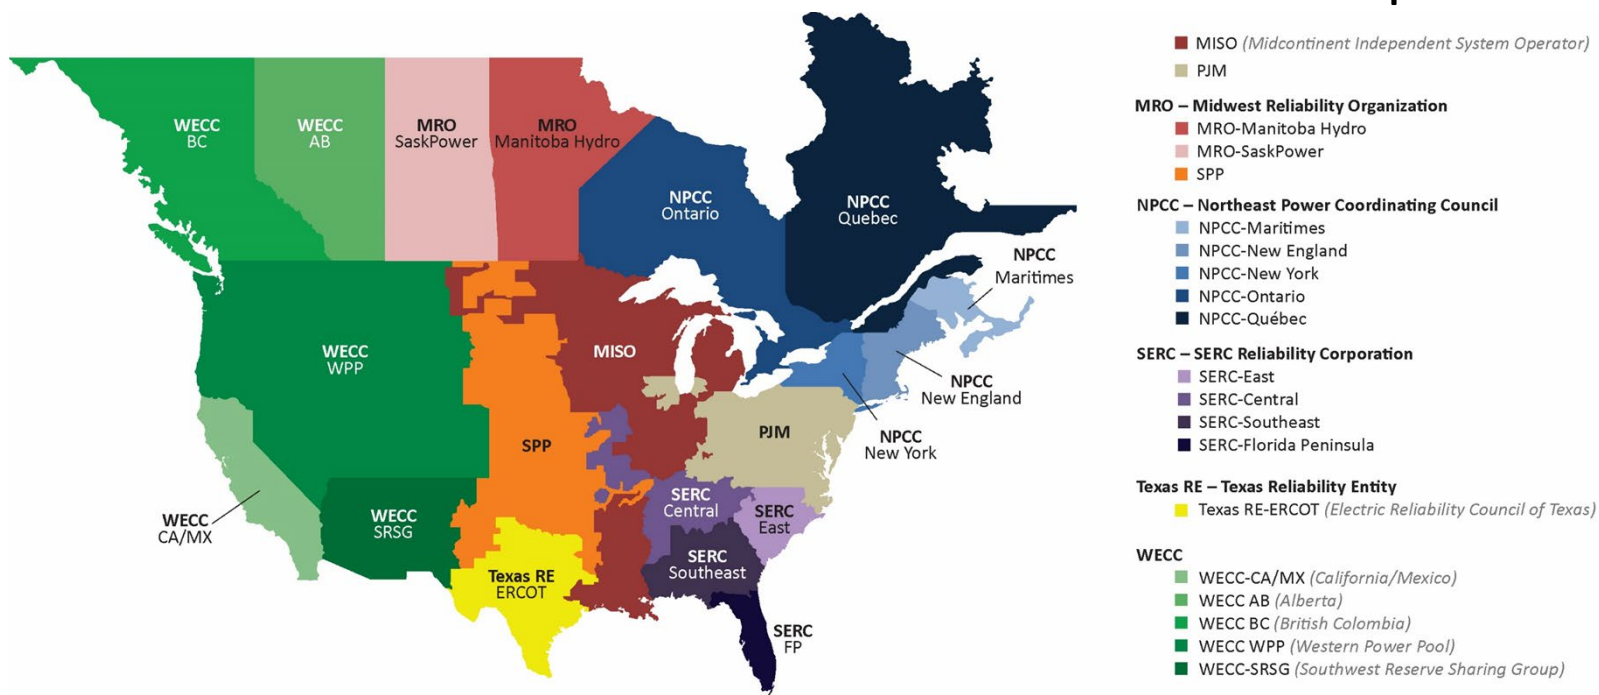 WECC
BC
WECC
AB
MRO
SaskPower
MRO
Manitoba Hydro
NPCC
Ontario
NPCC
Quebec
NPCC
Maritimes
WECC
WPP
MISO
NPCC
New England
NPCC
New York
SPP
PJM
WECC
CA/MX
WECC
SRSG
SERC
Central
SERC
East
SERC
Southeast
Texas RE
ERCOT
SERC
FP
MISO (Midcontinent Independent System Operator)
PJM
MRO – Midwest Reliability Organization
MRO-Manitoba Hydro
MRO-SaskPower
SPP
NPCC – Northeast Power Coordinating Council
NPCC-Maritimes
NPCC-New England
NPCC-New York
NPCC-Ontario
NPCC-Québec
SERC – SERC Reliability Corporation
SERC-East
SERC-Central
SERC-Southeast
SERC-Florida Peninsula
Texas RE – Texas Reliability Entity
Texas RE-ERCOT (Electric Reliability Council of Texas)
WECC
WECC-CA/MX (California/Mexico)
WECC AB (Alberta)
WECC BC (British Colombia)
WECC WPP (Western Power Pool)
WECC-SRSG (Southwest Reserve Sharing Group)